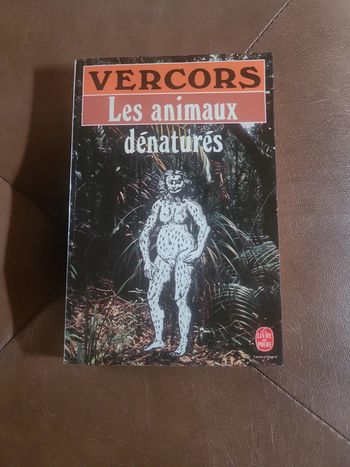 VERCORS
Les animaux
dénaturés
Le
LIVRE
de
POCHE